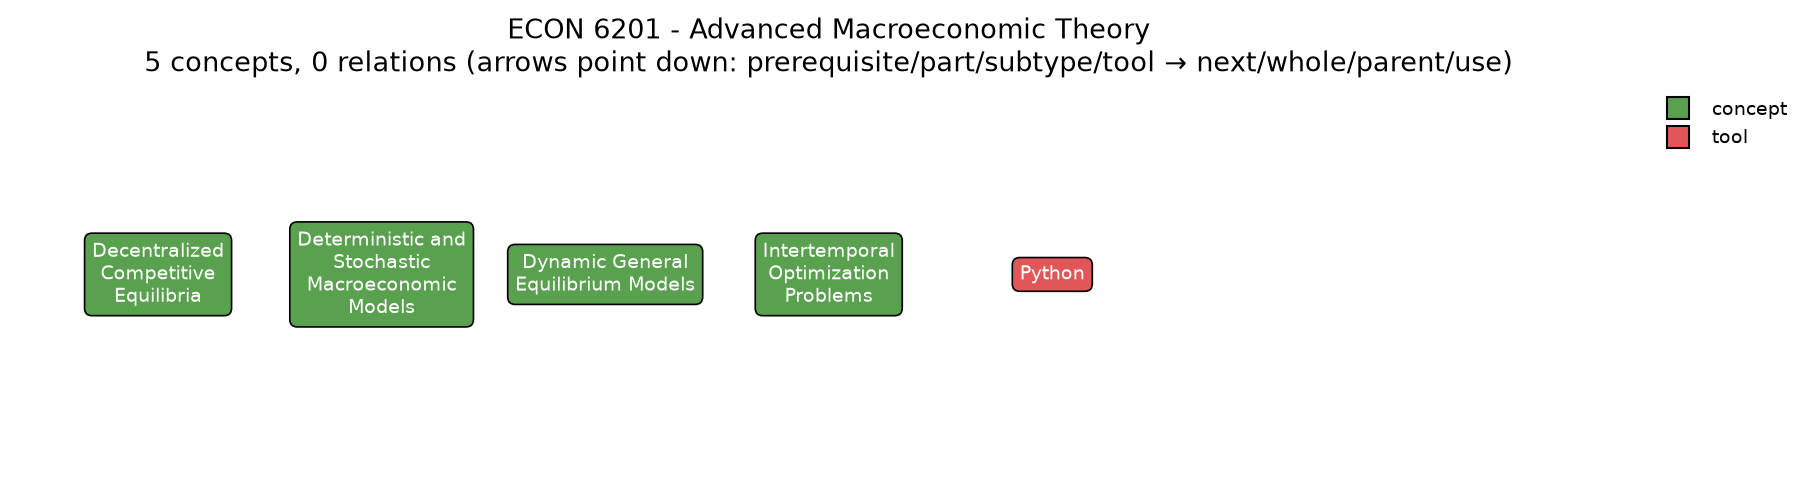 ECON 6201 - Advanced Macroeconomic Theory
5 concepts, 0 relations (arrows point down: prerequisite/part/subtype/tool → next/whole/parent/use)
concept
tool
Decentralized
Competitive
Equilibria
Deterministic and
Stochastic
Macroeconomic
Models
Dynamic General
Equilibrium Models
Intertemporal
Optimization
Problems
Python